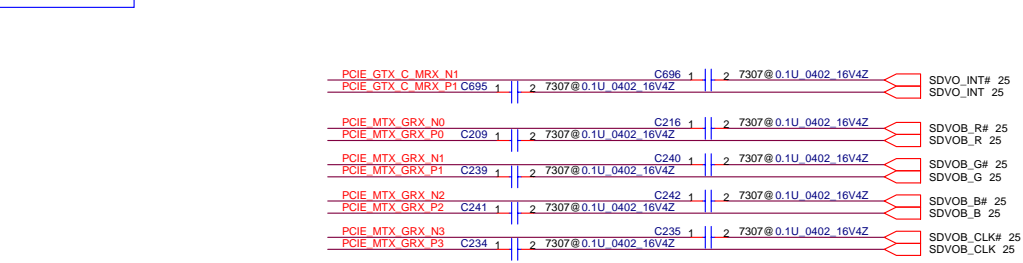 PCIE_GTX_C_MRX_N1 C696 1 2 7307@0.1U_0402_16V4Z SDVO_INT# 25
PCIE_GTX_C_MRX_P1 C695 1 2 7307@0.1U_0402_16V4Z SDVO_INT 25
PCIE_MTX_GRX_N0 C216 1 2 7307@0.1U_0402_16V4Z SDVOB_R# 25
PCIE_MTX_GRX_P0 C209 1 2 7307@0.1U_0402_16V4Z SDVOB_R 25
PCIE_MTX_GRX_N1 C240 1 2 7307@0.1U_0402_16V4Z SDVOB_G# 25
PCIE_MTX_GRX_P1 C239 1 2 7307@0.1U_0402_16V4Z SDVOB_G 25
PCIE_MTX_GRX_N2 C242 1 2 7307@0.1U_0402_16V4Z SDVOB_B# 25
PCIE_MTX_GRX_P2 C241 1 2 7307@0.1U_0402_16V4Z SDVOB_B 25
PCIE_MTX_GRX_N3 C235 1 2 7307@0.1U_0402_16V4Z SDVOB_CLK# 25
PCIE_MTX_GRX_P3 C234 1 2 7307@0.1U_0402_16V4Z SDVOB_CLK 25